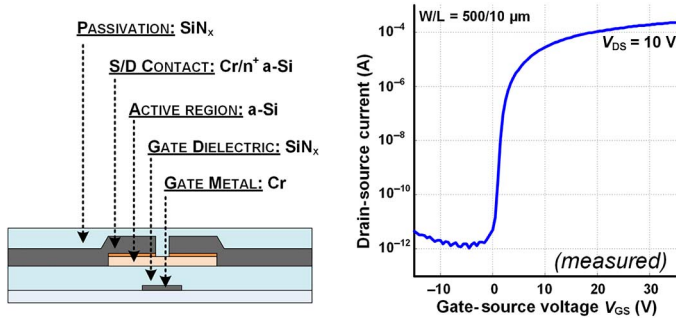 PASSIVATION: SiNx
S/D CONTACT: Cr/n+ a-Si
ACTIVE REGION: a-Si
GATE DIELECTRIC: SiNx
GATE METAL: Cr
W/L = 500/10 µm
VDS = 10 V
Drain-source current (A)
10−4
10−6
10−8
10−10
10−12
(measured)
−10 0 10 20 30
Gate-source voltage VGS (V)